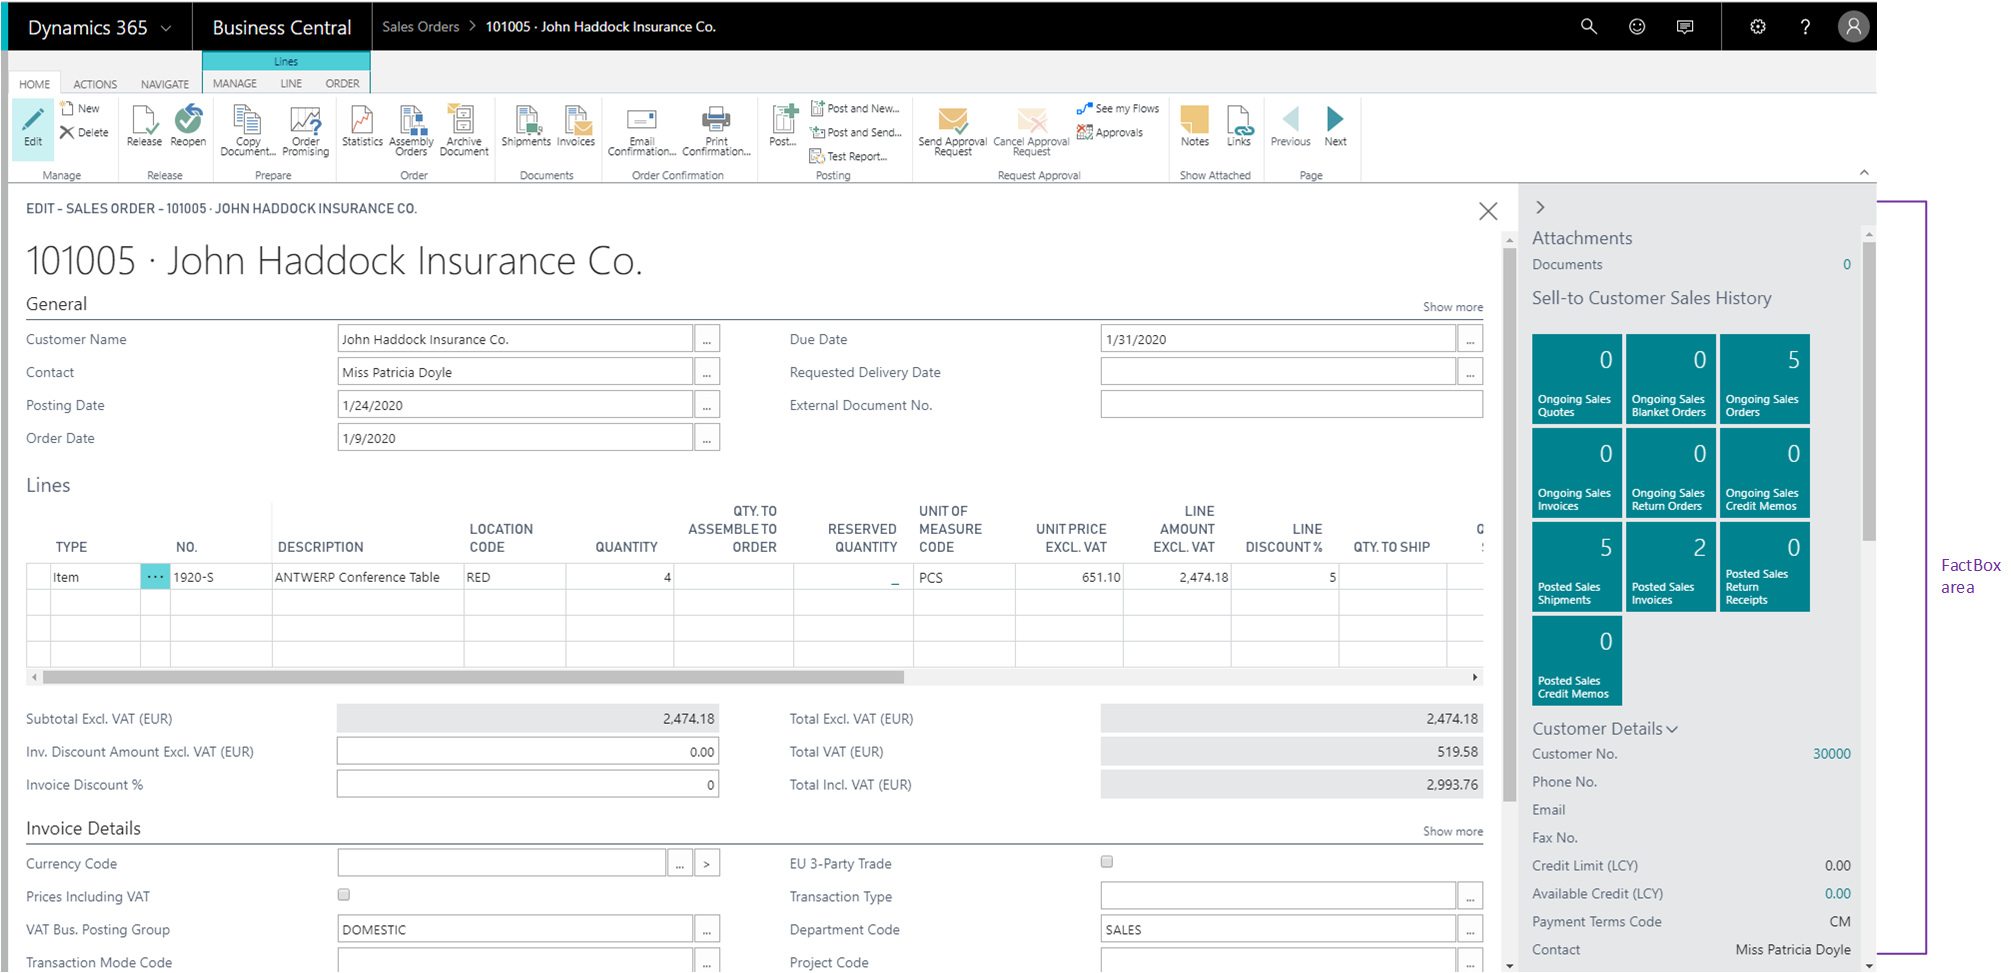 Dynamics 365
Business Central
Sales Orders > 101005 · John Haddock Insurance Co.
?
Lines
HOME ACTIONS NAVIGATE MANAGE LINE ORDER
Edit
New
Delete
Manage
Release
Reopen
Release
Copy
Document...
Order
Promising
Prepare
Statistics
Assembly
Orders
Archive
Document
Order
Shipments
Invoices
Documents
Email
Confirmation...
Print
Confirmation...
Order Confirmation
Post...
Post and New...
Post and Send...
Test Report...
Posting
Send Approval
Request
Cancel Approval
Request
See my Flows
Approvals
Request Approval
Notes
Links
Show Attached
Previous
Next
Page
EDIT - SALES ORDER - 101005 · JOHN HADDOCK INSURANCE CO.
101005 · John Haddock Insurance Co.
General
Show more
Customer Name John Haddock Insurance Co. ...
Contact Miss Patricia Doyle ...
Posting Date 1/24/2020 ...
Order Date 1/9/2020 ...
Due Date 1/31/2020 ...
Requested Delivery Date ...
External Document No.
Lines
TYPE
NO.
DESCRIPTION
LOCATION
CODE
QUANTITY
QTY. TO
ASSEMBLE TO
ORDER
RESERVED
QUANTITY
UNIT OF
MEASURE
CODE
UNIT PRICE
EXCL. VAT
LINE
AMOUNT
EXCL. VAT
LINE
DISCOUNT %
QTY. TO SHIP
Item ··· 1920-S ANTWERP Conference Table RED 4 _ PCS 651.10 2,474.18 5
Subtotal Excl. VAT (EUR) 2,474.18
Inv. Discount Amount Excl. VAT (EUR) 0.00
Invoice Discount % 0
Total Excl. VAT (EUR) 2,474.18
Total VAT (EUR) 519.58
Total Incl. VAT (EUR) 2,993.76
Invoice Details
Show more
Currency Code ... >
Prices Including VAT
VAT Bus. Posting Group DOMESTIC ...
Transaction Mode Code ...
EU 3-Party Trade
Transaction Type ...
Department Code SALES ...
Project Code ...
Attachments
Documents 0
Sell-to Customer Sales History
0
Ongoing Sales
Quotes
0
Ongoing Sales
Blanket Orders
5
Ongoing Sales
Orders
0
Ongoing Sales
Invoices
0
Ongoing Sales
Return Orders
0
Ongoing Sales
Credit Memos
5
Posted Sales
Shipments
2
Posted Sales
Invoices
0
Posted Sales
Return
Receipts
0
Posted Sales
Credit Memos
Customer Details
Customer No. 30000
Phone No.
Email
Fax No.
Credit Limit (LCY) 0.00
Available Credit (LCY) 0.00
Payment Terms Code CM
Contact Miss Patricia Doyle
FactBox
area